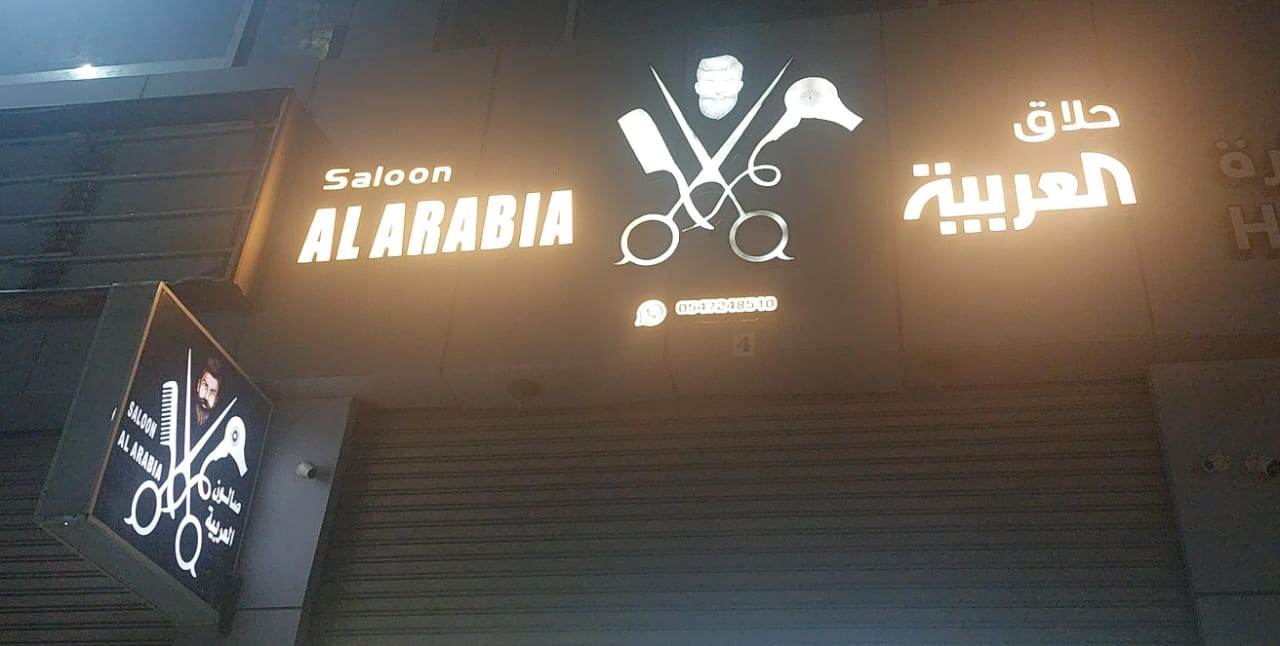 Saloon
AL ARABIA
حلاق
العربية
0547248510
4
SALOON
AL ARABIA
صالون
العربية